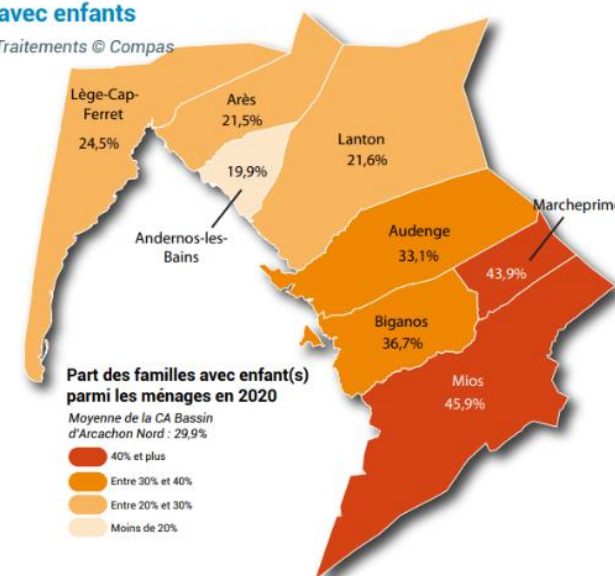 avec enfants
Traitements © Compas
Lège-Cap-
Ferret
24,5%
Arès
21,5%
Lanton
21,6%
19,9%
Andernos-les-
Bains
Audenge
33,1%
Marcheprime
43,9%
Biganos
36,7%
Mios
45,9%
Part des familles avec enfant(s)
parmi les ménages en 2020
Moyenne de la CA Bassin
d'Arcachon Nord : 29,9%
40% et plus
Entre 30% et 40%
Entre 20% et 30%
Moins de 20%